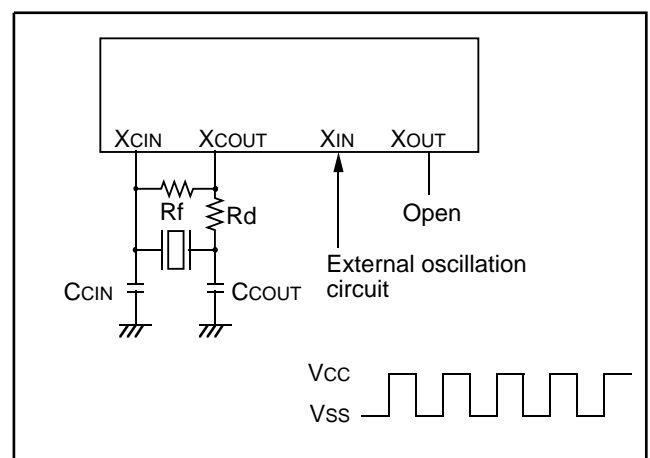 XCIN XCOUT XIN XOUT
Rf
Rd
Open
External oscillation
circuit
CCIN
CCOUT
VCC
VSS